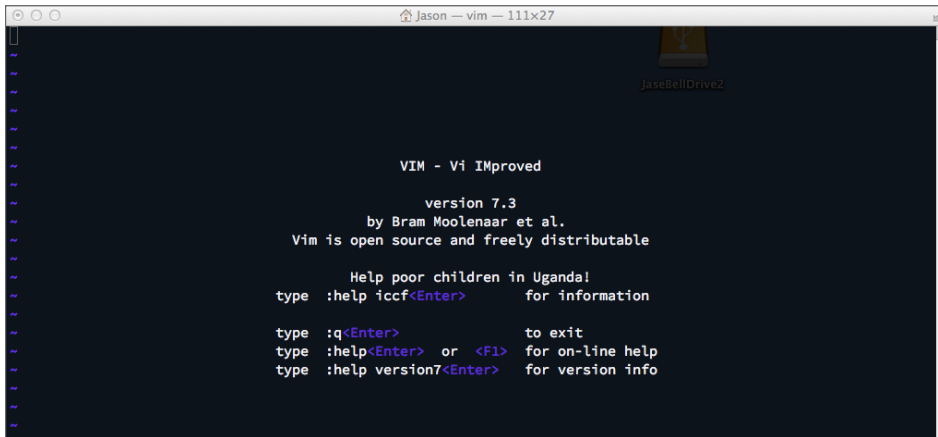 Jason — vim — 111×27
JaseBellDrive2
~
~
~
~
~
~
~
VIM - Vi IMproved
~
~
version 7.3
~
by Bram Moolenaar et al.
~
Vim is open source and freely distributable
~
~
Help poor children in Uganda!
~
type :help iccf<Enter> for information
~
~
type :q<Enter> to exit
~
type :help<Enter> or <F1> for on-line help
~
type :help version7<Enter> for version info
~
~
~